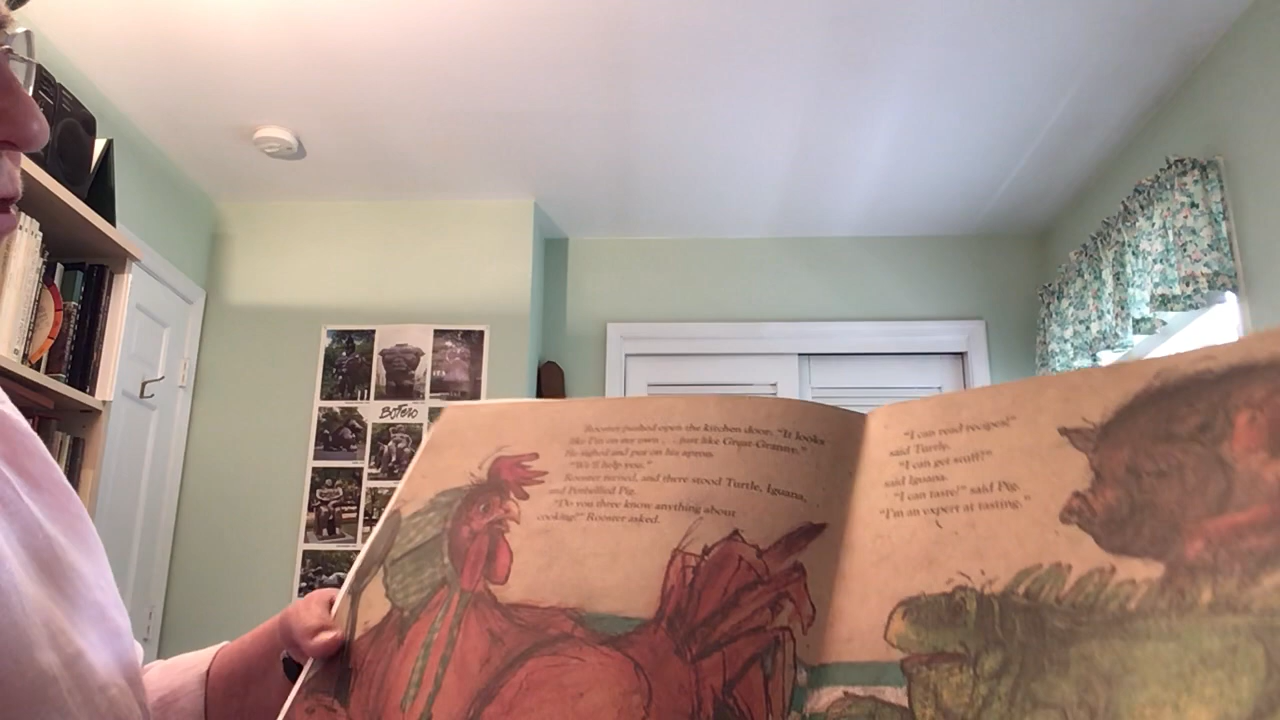 BOTERO
Rooster pushed open the kitchen door. "It looks
like I'm on my own . . . just like Great-Granny."
He sighed and put on his apron.
"We'll help you."
Rooster turned, and there stood Turtle, Iguana,
and Potbellied Pig.
"Do you three know anything about
cooking?" Rooster asked.
"I can read recipes!"
said Turtle.
"I can get stuff!"
said Iguana.
"I can taste!" said Pig.
"I'm an expert at tasting."